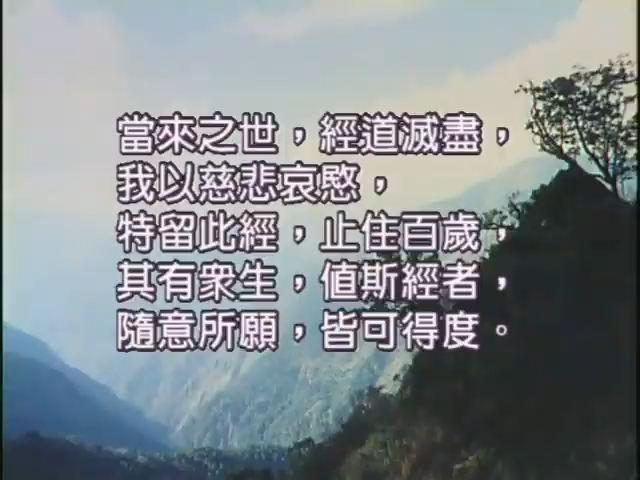 當來之世，經道滅盡，
我以慈悲哀愍，
特留此經，止住百歲，
其有眾生，值斯經者，
隨意所願，皆可得度。